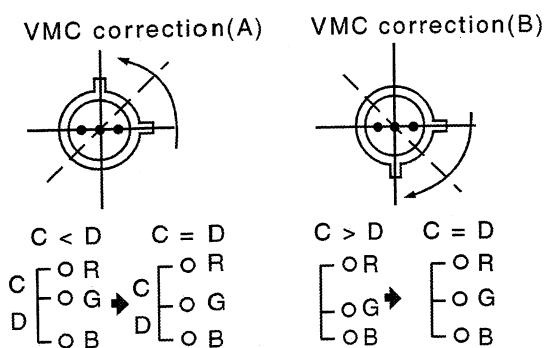 VMC correction(A)
VMC correction(B)
C < D
C = D
C > D
C = D
C
D
R
G
B
C
D
R
G
B
R
G
B
R
G
B